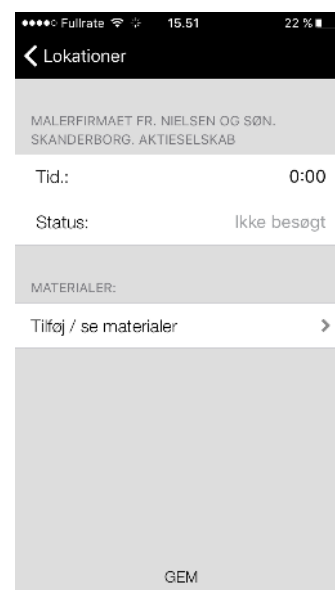 Fullrate 15.51 22 %
Lokationer
MALERFIRMAET FR. NIELSEN OG SØN.
SKANDERBORG. AKTIESELSKAB
Tid.: 0:00
Status: Ikke besøgt
MATERIALER:
Tilføj / se materialer
GEM